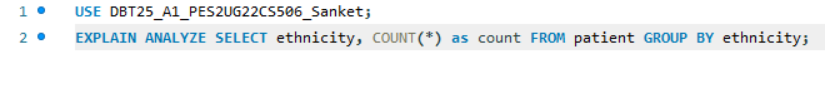 1 USE DBT25_A1_PES2UG22CS506_Sanket;
2 EXPLAIN ANALYZE SELECT ethnicity, COUNT(*) as count FROM patient GROUP BY ethnicity;